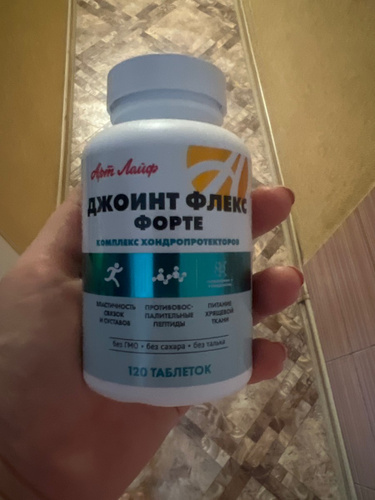 Арт Лайф
ДЖОИНТ ФЛЕКС
ФОРТЕ
КОМПЛЕКС ХОНДРОПРОТЕКТОРОВ
ЭЛАСТИЧНОСТЬ
СВЯЗОК
И СУСТАВОВ
ПРОТИВОВОС-
ПАЛИТЕЛЬНЫЕ
ПЕПТИДЫ
ПИТАНИЕ
ХРЯЩЕВОЙ
ТКАНИ
без ГМО • без сахара • без талька
120 ТАБЛЕТОК